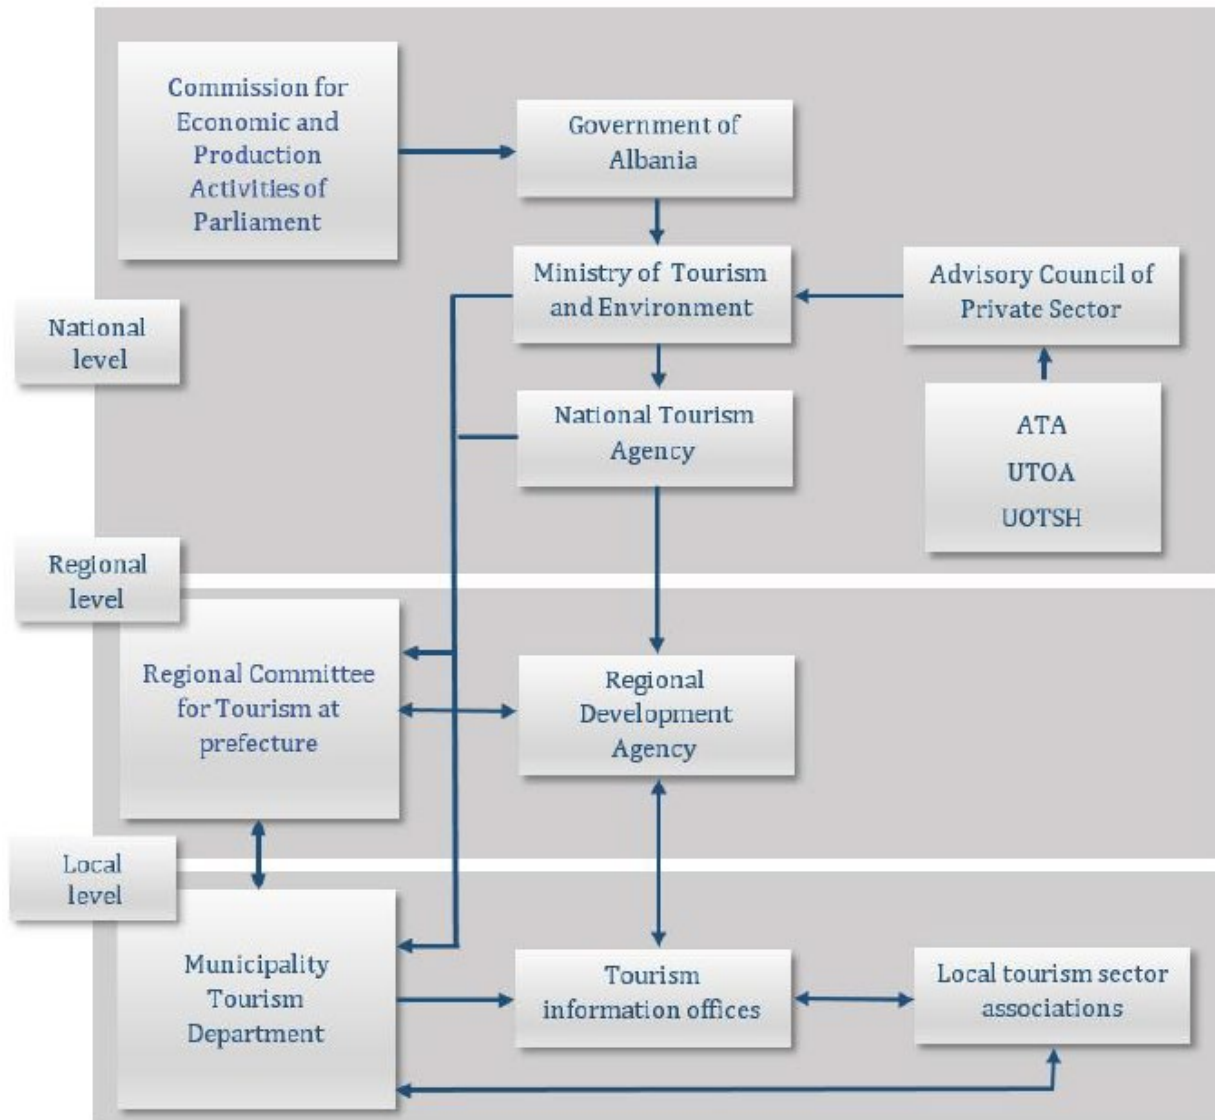 Commission for
Economic and
Production
Activities of
Parliament
Government of
Albania
Ministry of Tourism
and Environment
Advisory Council of
Private Sector
National
level
National Tourism
Agency
ATA
UTOA
UOTSH
Regional
level
Regional Committee
for Tourism at
prefecture
Regional
Development
Agency
Local
level
Municipality
Tourism
Department
Tourism
information offices
Local tourism sector
associations